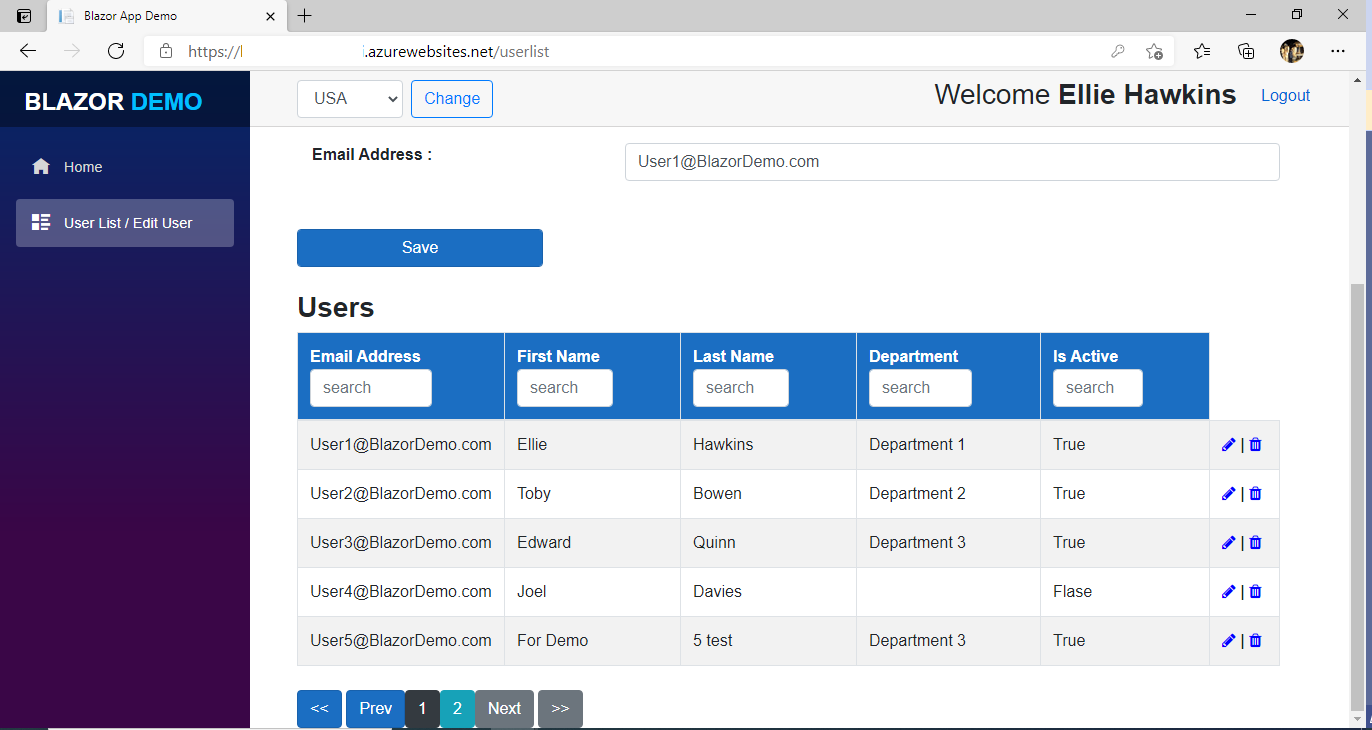 Blazor App Demo
https://
.azurewebsites.net/userlist
BLAZOR DEMO
USA Change Welcome Ellie Hawkins Logout
Home
User List / Edit User
Email Address : User1@BlazorDemo.com
Save
Users
Email Address First Name Last Name Department Is Active
search search search search search
User1@BlazorDemo.com Ellie Hawkins Department 1 True |
User2@BlazorDemo.com Toby Bowen Department 2 True |
User3@BlazorDemo.com Edward Quinn Department 3 True |
User4@BlazorDemo.com Joel Davies Flase |
User5@BlazorDemo.com For Demo 5 test Department 3 True |
<< Prev 1 2 Next >>